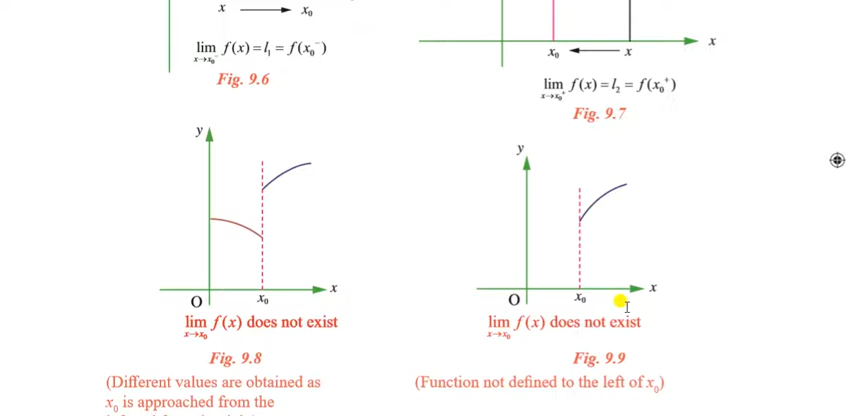 x → x₀
lim f(x) = l₁ = f(x₀⁻)
x→x₀⁻
Fig. 9.6
x₀ ← x
x
lim f(x) = l₂ = f(x₀⁺)
x→x₀⁺
Fig. 9.7
y
O
x₀
x
lim f(x) does not exist
x→x₀
Fig. 9.8
(Different values are obtained as
x₀ is approached from the
y
O
x₀
x
lim f(x) does not exist
x→x₀
Fig. 9.9
(Function not defined to the left of x₀)